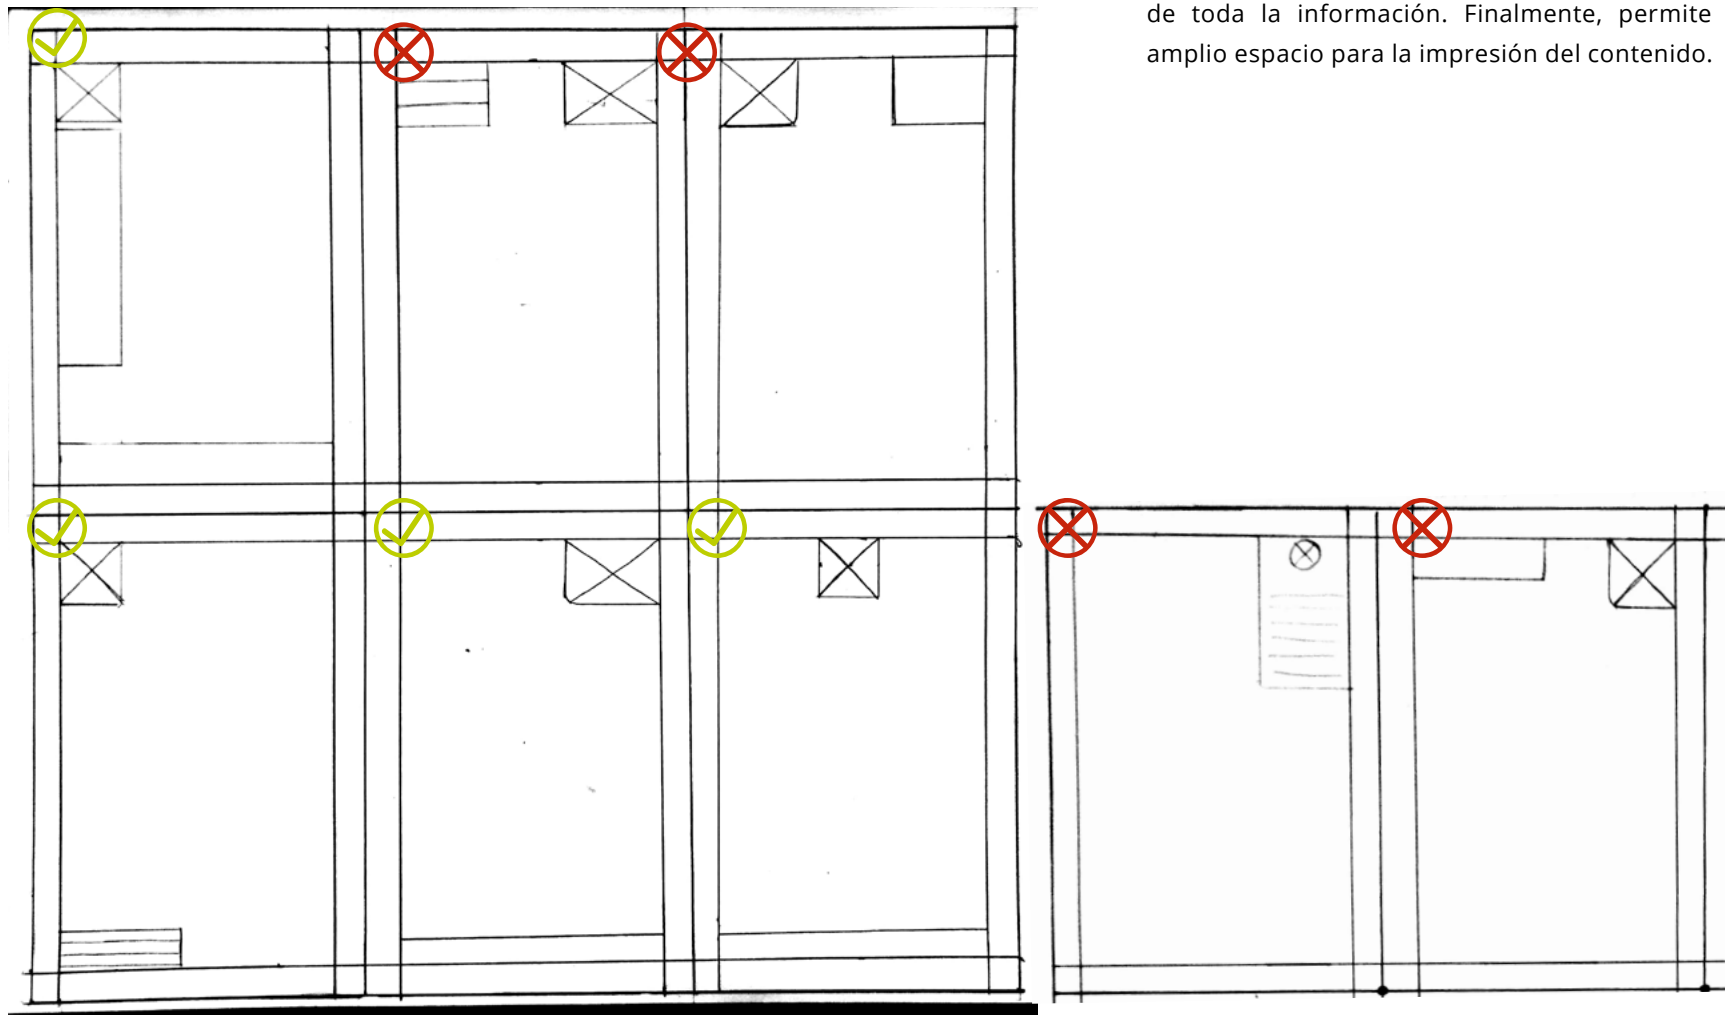 de toda la información. Finalmente, permite
amplio espacio para la impresión del contenido.